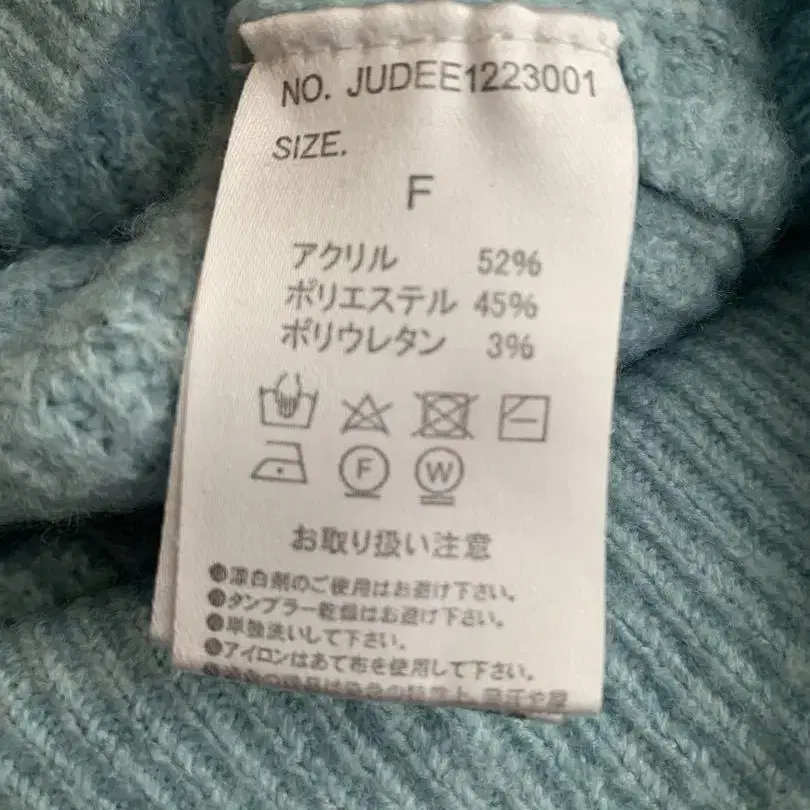 NO. JUDEE1223001
SIZE.
F
アクリル 52%
ポリエステル 45%
ポリウレタン 3%
F W
お取り扱い注意
●漂白剤のご使用はお避け下さい。
●タンブラー乾燥はお避け下さい。
●単独洗いして下さい。
●アイロンはあて布を使用して下さい。